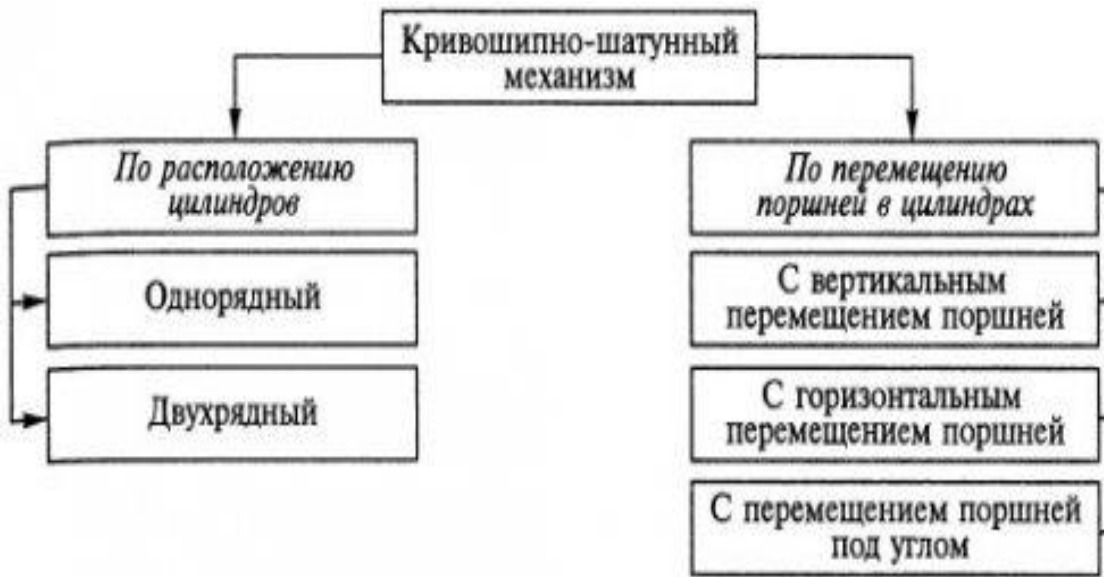 Кривошипно-шатунный
механизм
По расположению
цилиндров
Однорядный
Двухрядный
По перемещению
поршней в цилиндрах
С вертикальным
перемещением поршней
С горизонтальным
перемещением поршней
С перемещением поршней
под углом